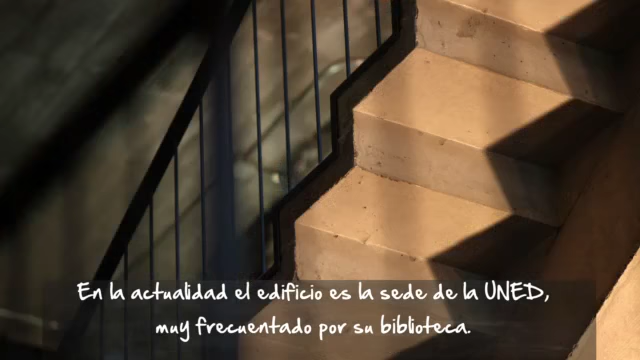 En la actualidad el edificio es la sede de la UNED,
muy frecuentado por su biblioteca.